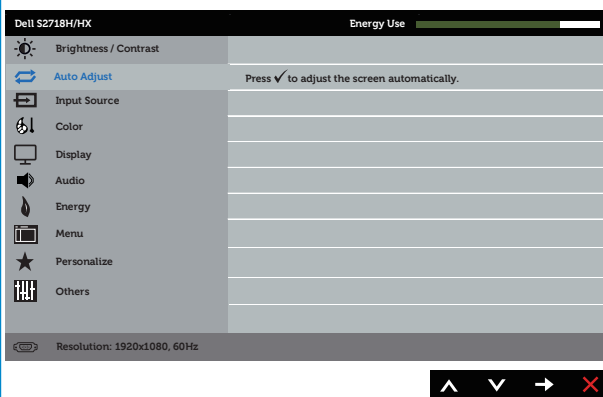 Dell S2718H/HX Energy Use
Brightness / Contrast
Auto Adjust Press ✓ to adjust the screen automatically.
Input Source
Color
Display
Audio
Energy
Menu
Personalize
Others
Resolution: 1920x1080, 60Hz